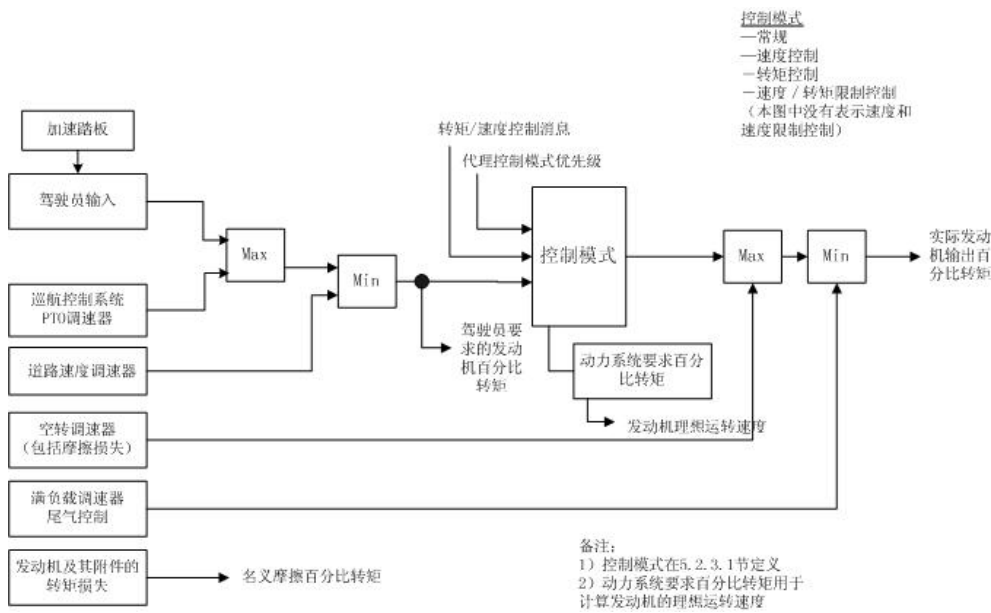 控制模式
—常规
—速度控制
—转矩控制
—速度／转矩限制控制
（本图中没有表示速度和
速度限制控制）
加速踏板
驾驶员输入
巡航控制系统
PTO调速器
道路速度调速器
空转调速器
（包括摩擦损失）
满负载调速器
尾气控制
发动机及其附件的
转矩损失
Max
Min
转矩/速度控制消息
代理控制模式优先级
控制模式
驾驶员要
求的发动
机百分比
转矩
动力系统要求百分
比转矩
发动机理想运转速度
Max
Min
实际发动
机输出百
分比转矩
名义摩擦百分比转矩
备注：
1）控制模式在5.2.3.1节定义
2）动力系统要求百分比转矩用于
计算发动机的理想运转速度